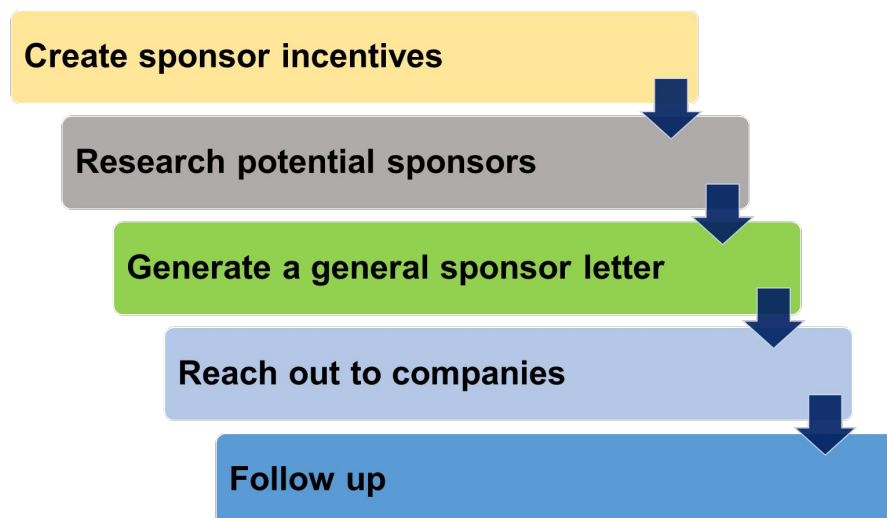 Create sponsor incentives
Research potential sponsors
Generate a general sponsor letter
Reach out to companies
Follow up